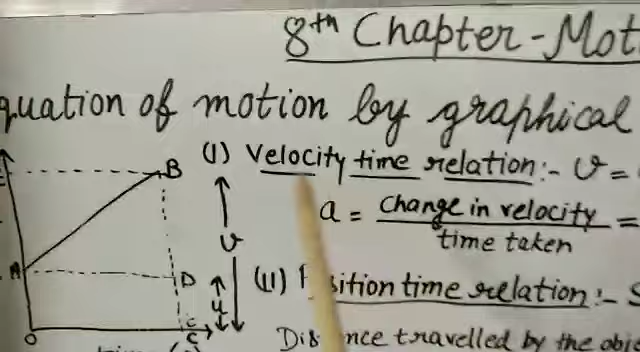 8th Chapter - Mot
quation of motion by graphical
(I) Velocity time relation:- v =
a = change in velocity / time taken =
(II) P sition time relation:- S
Dis nce travelled by the obje
B
A
D
v
u
O
C